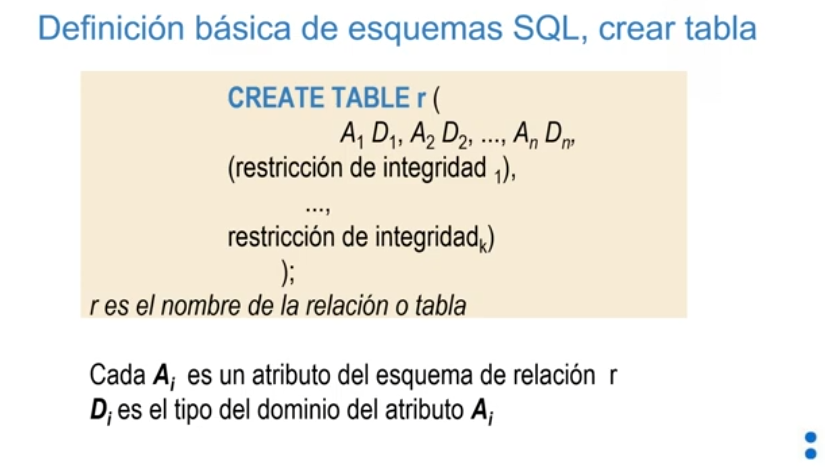 Definición básica de esquemas SQL, crear tabla
CREATE TABLE r (
A₁ D₁, A₂ D₂, ..., Aₙ Dₙ,
(restricción de integridad ₁),
...,
restricción de integridadₖ)
);
r es el nombre de la relación o tabla
Cada Aᵢ es un atributo del esquema de relación r
Dᵢ es el tipo del dominio del atributo Aᵢ